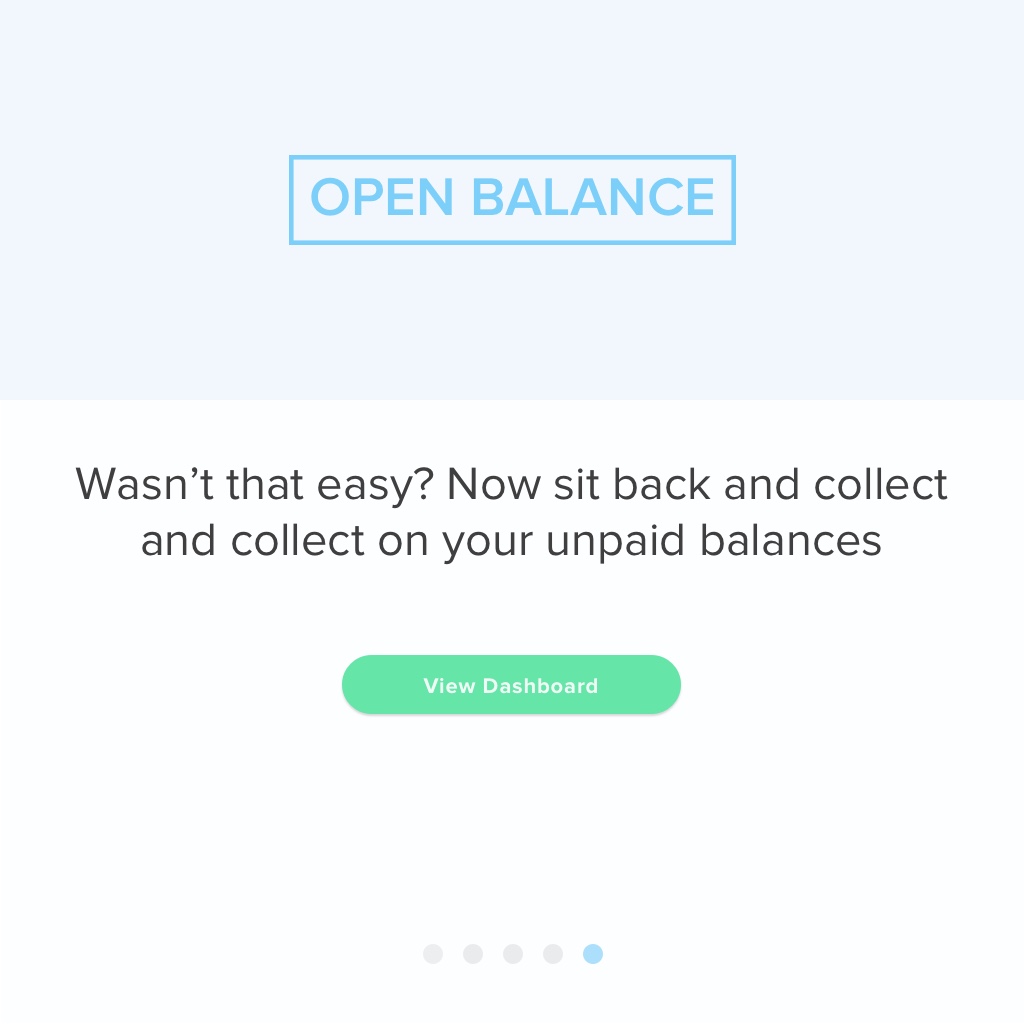 OPEN BALANCE
Wasn’t that easy? Now sit back and collect
and collect on your unpaid balances
View Dashboard